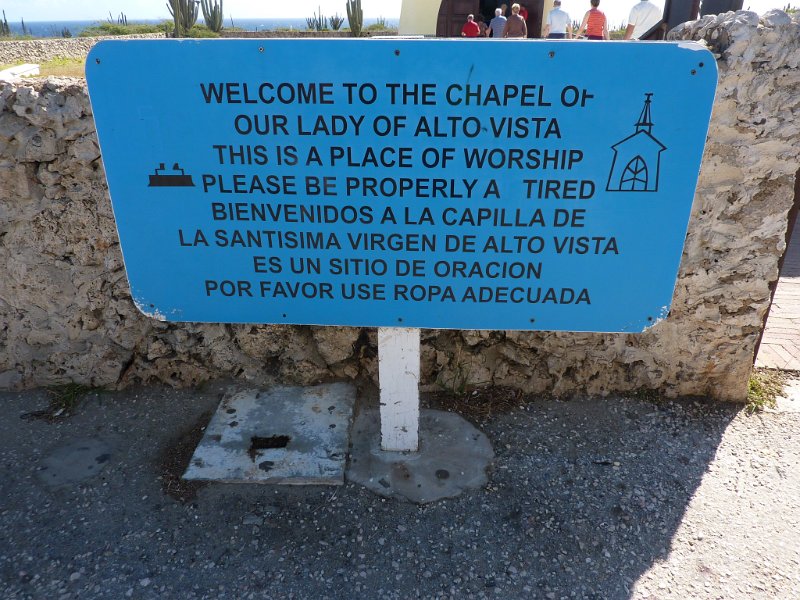 WELCOME TO THE CHAPEL OF
OUR LADY OF ALTO VISTA
THIS IS A PLACE OF WORSHIP
PLEASE BE PROPERLY A TIRED
BIENVENIDOS A LA CAPILLA DE
LA SANTISIMA VIRGEN DE ALTO VISTA
ES UN SITIO DE ORACION
POR FAVOR USE ROPA ADECUADA